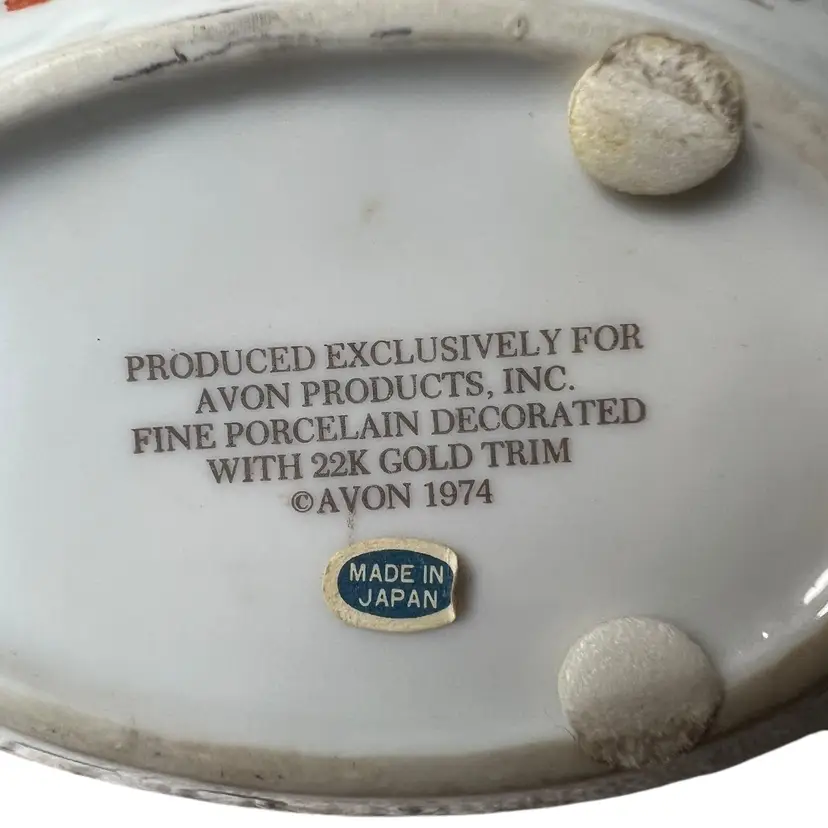 PRODUCED EXCLUSIVELY FOR
AVON PRODUCTS, INC.
FINE PORCELAIN DECORATED
WITH 22K GOLD TRIM
©AVON 1974
MADE IN
JAPAN